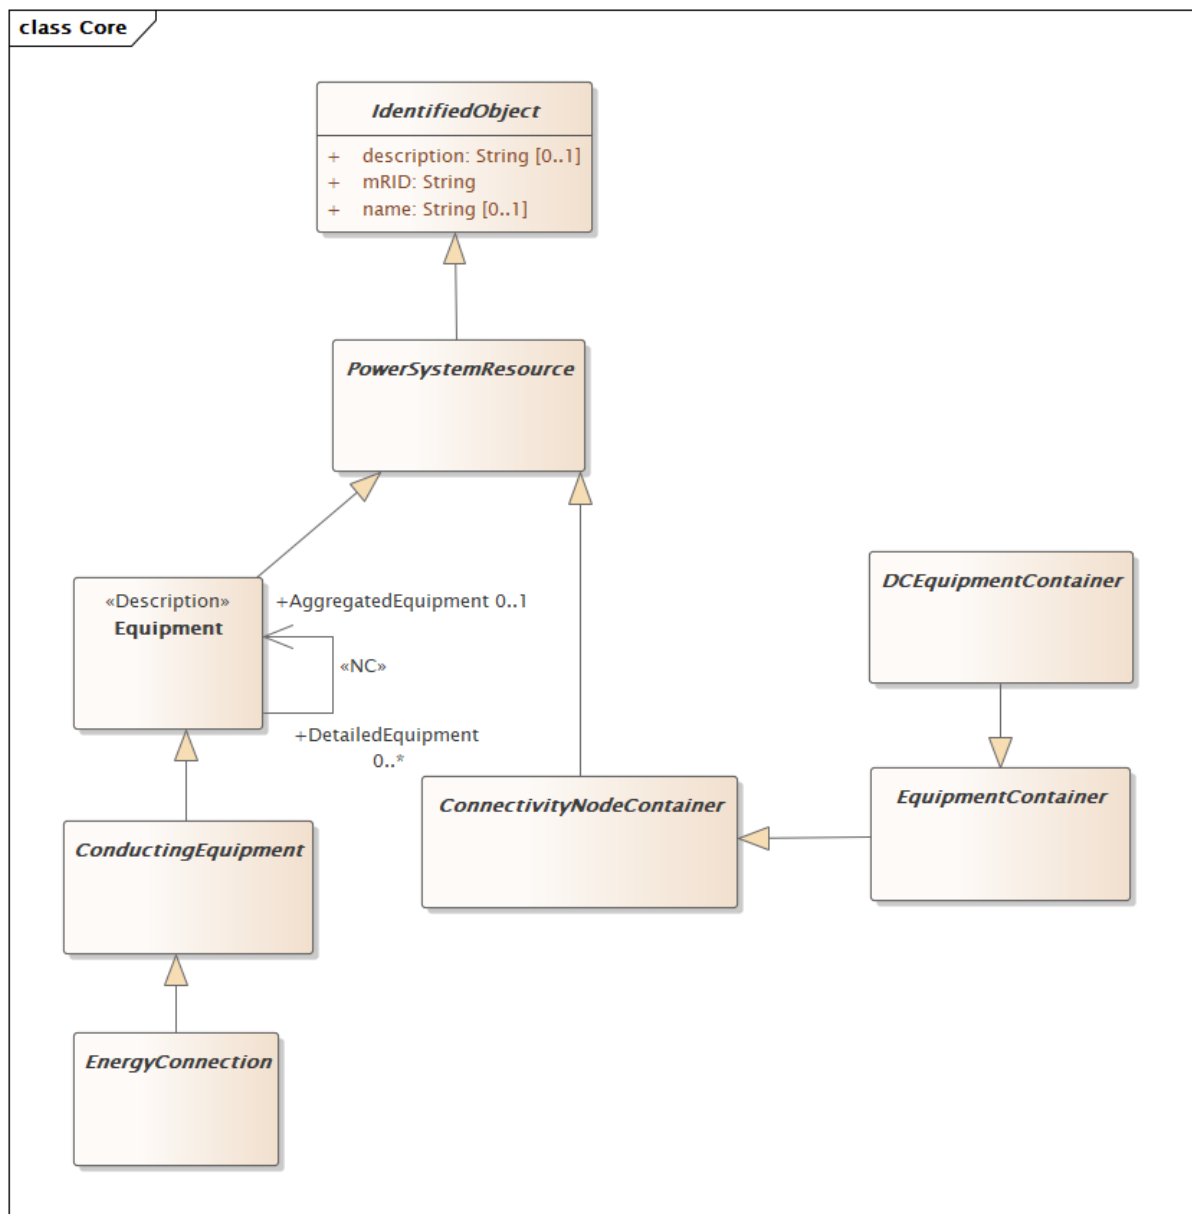 class Core
IdentifiedObject
+ description: String [0..1]
+ mRID: String
+ name: String [0..1]
PowerSystemResource
«Description»
Equipment
+AggregatedEquipment 0..1
«NC»
+DetailedEquipment
0..*
DCEquipmentContainer
ConnectivityNodeContainer
EquipmentContainer
ConductingEquipment
EnergyConnection